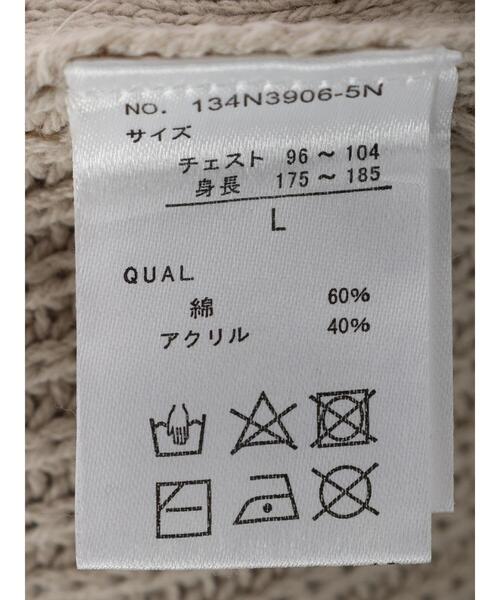 No. 134N3906-5N
サイズ
チェスト 96～104
身長 175～185
L
QUAL
綿 60%
アクリル 40%